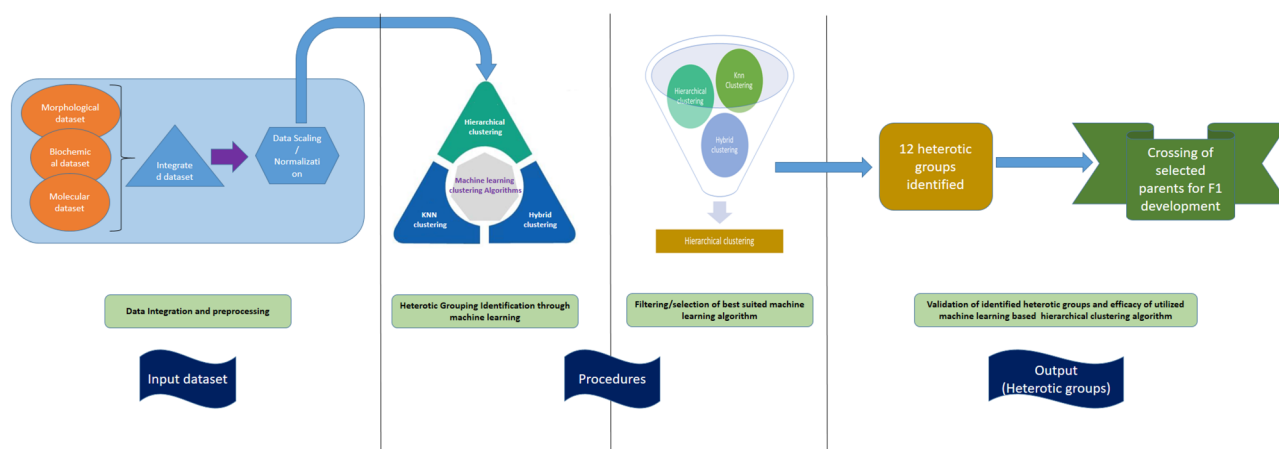 Morphological
dataset
Biochemic
al dataset
Molecular
dataset
Integrate
d dataset
Data Scaling
/
Normalizati
on
Hierarchical
clustering
Machine learning
clustering Algorithms
KNN
clustering
Hybrid
clustering
Hierarchical
clustering
Knn
Clustering
Hybrid
clustering
Hierarchical clustering
12 heterotic
groups
identified
Crossing of
selected
parents for F1
development
Data Integration and preprocessing
Heterotic Grouping Identification through
machine learning
Filtering/selection of best suited machine
learning algorithm
Validation of identified heterotic groups and efficacy of utilized
machine learning based hierarchical clustering algorithm
Input dataset
Procedures
Output
(Heterotic groups)